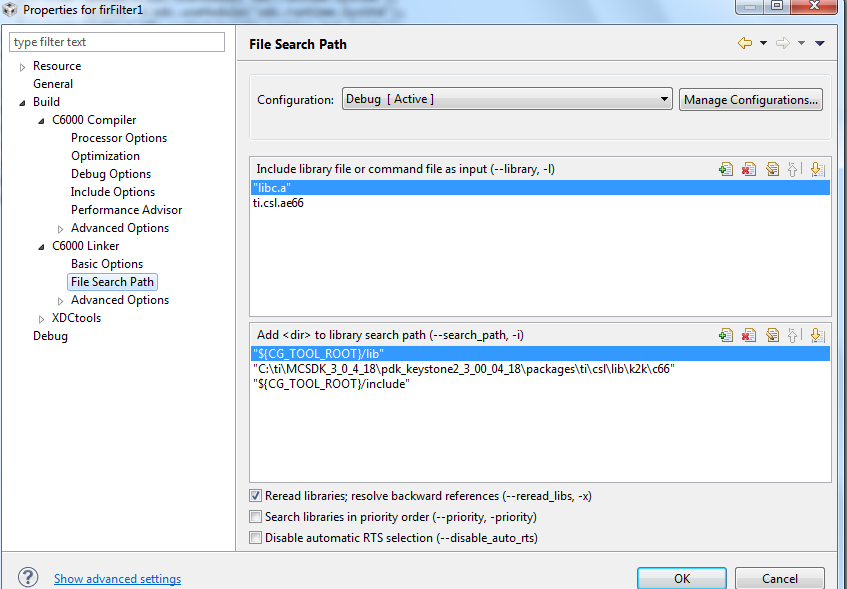 Properties for firFilter1
type filter text
Resource
General
Build
C6000 Compiler
Processor Options
Optimization
Debug Options
Include Options
Performance Advisor
Advanced Options
C6000 Linker
Basic Options
File Search Path
Advanced Options
XDCtools
Debug
File Search Path
Configuration: Debug [ Active ] Manage Configurations...
Include library file or command file as input (--library, -l)
"libc.a"
ti.csl.ae66
Add <dir> to library search path (--search_path, -i)
"${CG_TOOL_ROOT}/lib"
"C:\ti\MCSDK_3_0_4_18\pdk_keystone2_3_00_04_18\packages\ti\csl\lib\k2k\c66"
"${CG_TOOL_ROOT}/include"
Reread libraries; resolve backward references (--reread_libs, -x)
Search libraries in priority order (--priority, -priority)
Disable automatic RTS selection (--disable_auto_rts)
Show advanced settings
OK Cancel